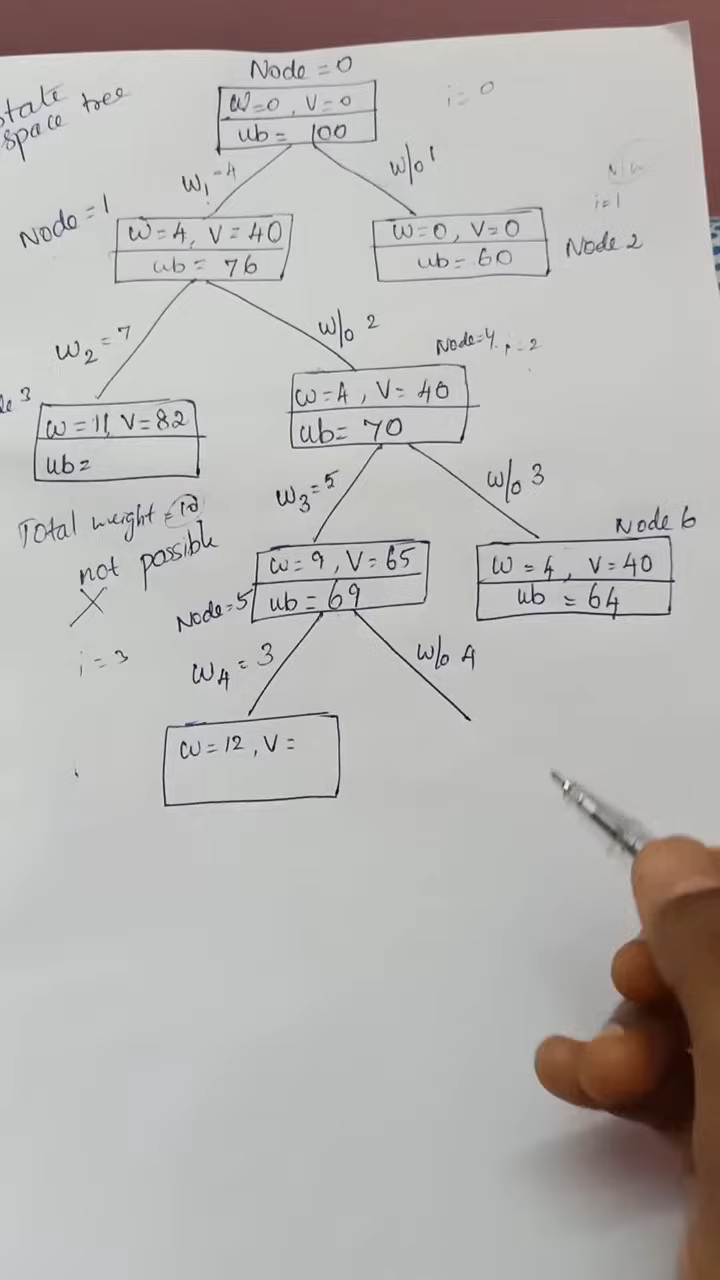 state
space tree
Node = 0
W=0, V=0
ub= 100
i= 0
W1=4
w/o 1
Node = 1
W=4, V=40
ub= 76
W=0, V=0
ub= 60
i=1
Node 2
W2=7
w/o 2
Node=4, i=2
3
W=11, V=82
ub=
W=4, V=40
ub= 70
Total weight =10
not possible
X
W3=5
w/o 3
Node=5
W=9, V=65
ub=69
Node 6
W=4, V=40
ub =64
i=3
W4=3
w/o 4
W=12, V=